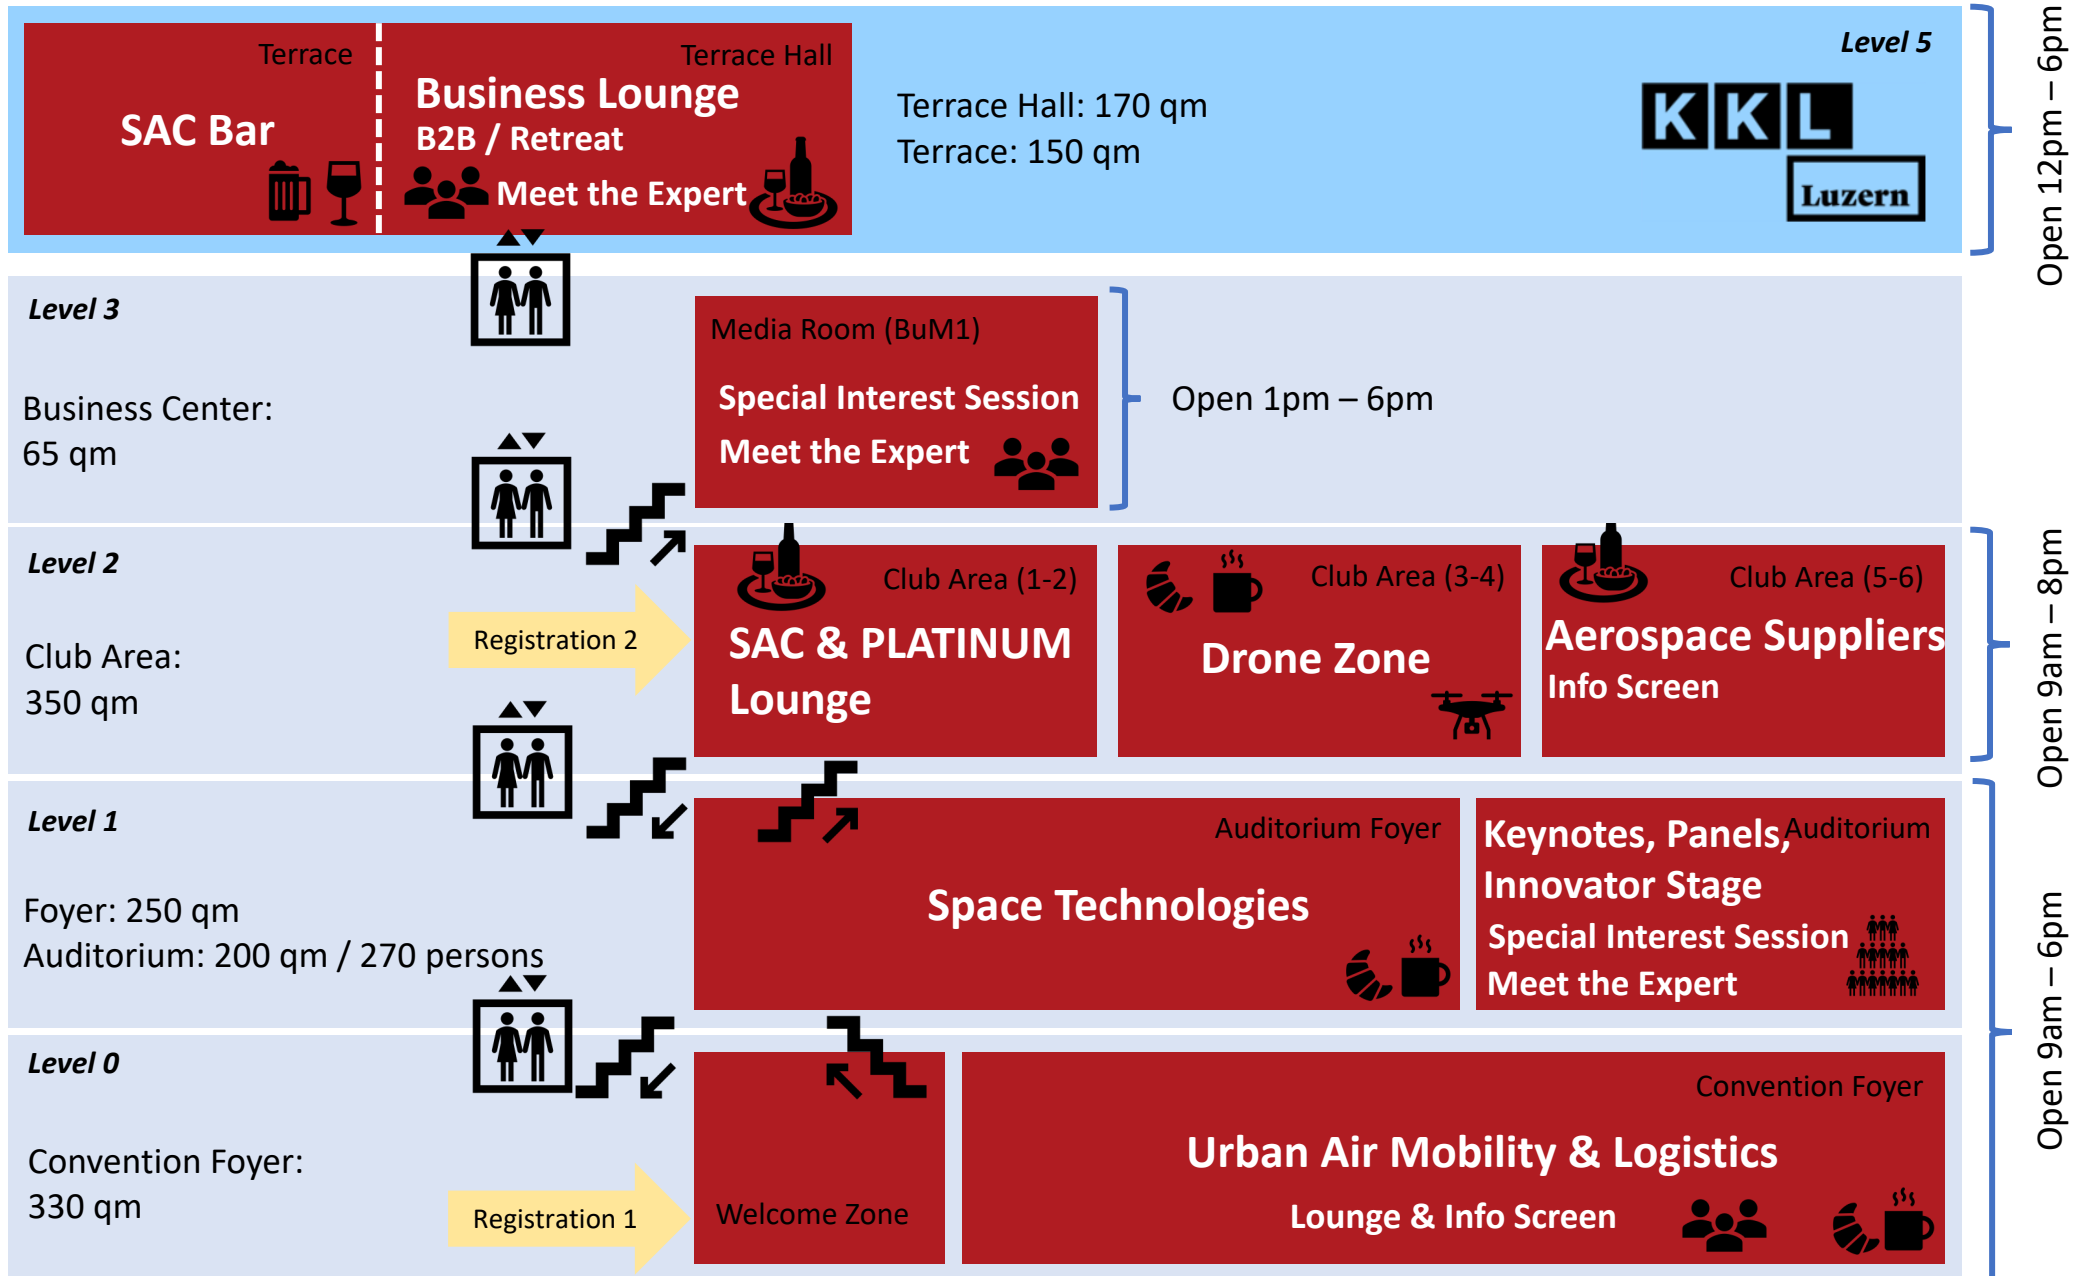 Terrace
SAC Bar
Terrace Hall
Business Lounge
B2B / Retreat
Meet the Expert
Terrace Hall: 170 qm
Terrace: 150 qm
Level 5
KKL
Luzern
Open 12pm – 6pm
Level 3
Business Center:
65 qm
Media Room (BuM1)
Special Interest Session
Meet the Expert
Open 1pm – 6pm
Level 2
Club Area:
350 qm
Registration 2
Club Area (1-2)
SAC & PLATINUM
Lounge
Club Area (3-4)
Drone Zone
Club Area (5-6)
Aerospace Suppliers
Info Screen
Open 9am – 8pm
Level 1
Foyer: 250 qm
Auditorium: 200 qm / 270 persons
Auditorium Foyer
Space Technologies
Auditorium
Keynotes, Panels,
Innovator Stage
Special Interest Session
Meet the Expert
Level 0
Convention Foyer:
330 qm
Registration 1
Welcome Zone
Convention Foyer
Urban Air Mobility & Logistics
Lounge & Info Screen
Open 9am – 6pm